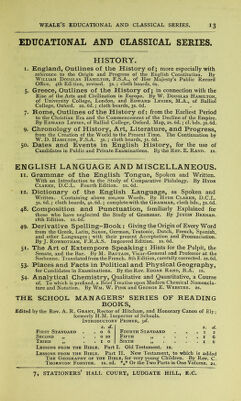 WEALE'S EDUCATIONAL AND CLASSICAL SERIES. 13
EDUCATIONAL AND CLASSICAL SERIES.
HISTORY.
1. England, Outlines of the History of; more especially with
reference to the Origin and Progress of the English Constitution. By
WILLIAM DOUGLAS HAMILTON, F.S.A., of Her Majesty's Public Record
Office. 4th Edition, revised. 5s. ; cloth boards, 6s.
5. Greece, Outlines of the History of; in connection with the
Rise of the Arts and Civilization in Europe. By W. DOUGLAS HAMILTON,
of University College, London, and EDWARD LEVIEN, M.A., of Balliol
College, Oxford. 2s. 6d. ; cloth boards, 3s. 6d.
7. Rome, Outlines of the History of: from the Earliest Period
to the Christian Era and the Commencement of the Decline of the Empire.
By EDWARD LEVIEN, of Balliol College, Oxford. Map, 2s. 6d. ; cl. bds. 3s. 6d.
9. Chronology of History, Art, Literature, and Progress,
from the Creation of the World to the Present Time. The Continuation by
W. D. HAMILTON, F.S.A. 3s. ; cloth boards, 3s. 6d.
50. Dates and Events in English History, for the use of
Candidates in Public and Private Examinations. By the Rev. E. RAND. 1s.
ENGLISH LANGUAGE AND MISCELLANEOUS.
11. Grammar of the English Tongue, Spoken and Written.
With an Introduction to the Study of Comparative Philology. By HYDE
CLARKE, D.C.L. Fourth Edition. 1s. 6d.
12. Dictionary of the English Language, as Spoken and
Written. Containing above 100,000 Words. By HYDE CLARKE, D.C.L.
3s. 6d. ; cloth boards, 4s. 6d. ; complete with the GRAMMAR, cloth bds., 5s. 6d.
48. Composition and Punctuation, familiarly Explained for
those who have neglected the Study of Grammar. By JUSTIN BRENAN.
18th Edition. 1s. 6d.
49. Derivative Spelling-Book: Giving the Origin of Every Word
from the Greek, Latin, Saxon, German, Teutonic, Dutch, French, Spanish,
and other Languages; with their present Acceptation and Pronunciation.
By J. ROWBOTHAM, F.R.A.S. Improved Edition. 1s. 6d.
51. The Art of Extempore Speaking: Hints for the Pulpit, the
Senate, and the Bar. By M. BAUTAIN, Vicar-General and Professor at the
Sorbonne. Translated from the French. 8th Edition, carefully corrected. 2s. 6d.
53. Places and Facts in Political and Physical Geography,
for Candidates in Examinations. By the Rev. EDGAR RAND, B.A. 1s.
54. Analytical Chemistry, Qualitative and Quantitative, a Course
of. To which is prefixed, a Brief Treatise upon Modern Chemical Nomencla-
ture and Notation. By WM. W. PINK and GEORGE E. WEBSTER. 2s.
THE SCHOOL MANAGERS' SERIES OF READING
BOOKS,
Edited by the Rev. A. R. GRANT, Rector of Hitcham, and Honorary Canon of Ely;
formerly H.M. Inspector of Schools.
INTRODUCTORY PRIMER, 3d.
s. d. s. d.
FIRST STANDARD . 0 6 FOURTH STANDARD . 1 2
SECOND " . 0 10 FIFTH " . 1 6
THIRD " . 1 0 SIXTH " . 1 6
LESSONS FROM THE BIBLE. Part I. Old Testament. 1s.
LESSONS FROM THE BIBLE. Part II. New Testament, to which is added
THE GEOGRAPHY OF THE BIBLE, for very young Children. By Rev. C.
THORNTON FORSTER. 1s. 2d. *** Or the Two Parts in One Volume. 2s.
7, STATIONERS' HALL COURT, LUDGATE HILL, E.C.